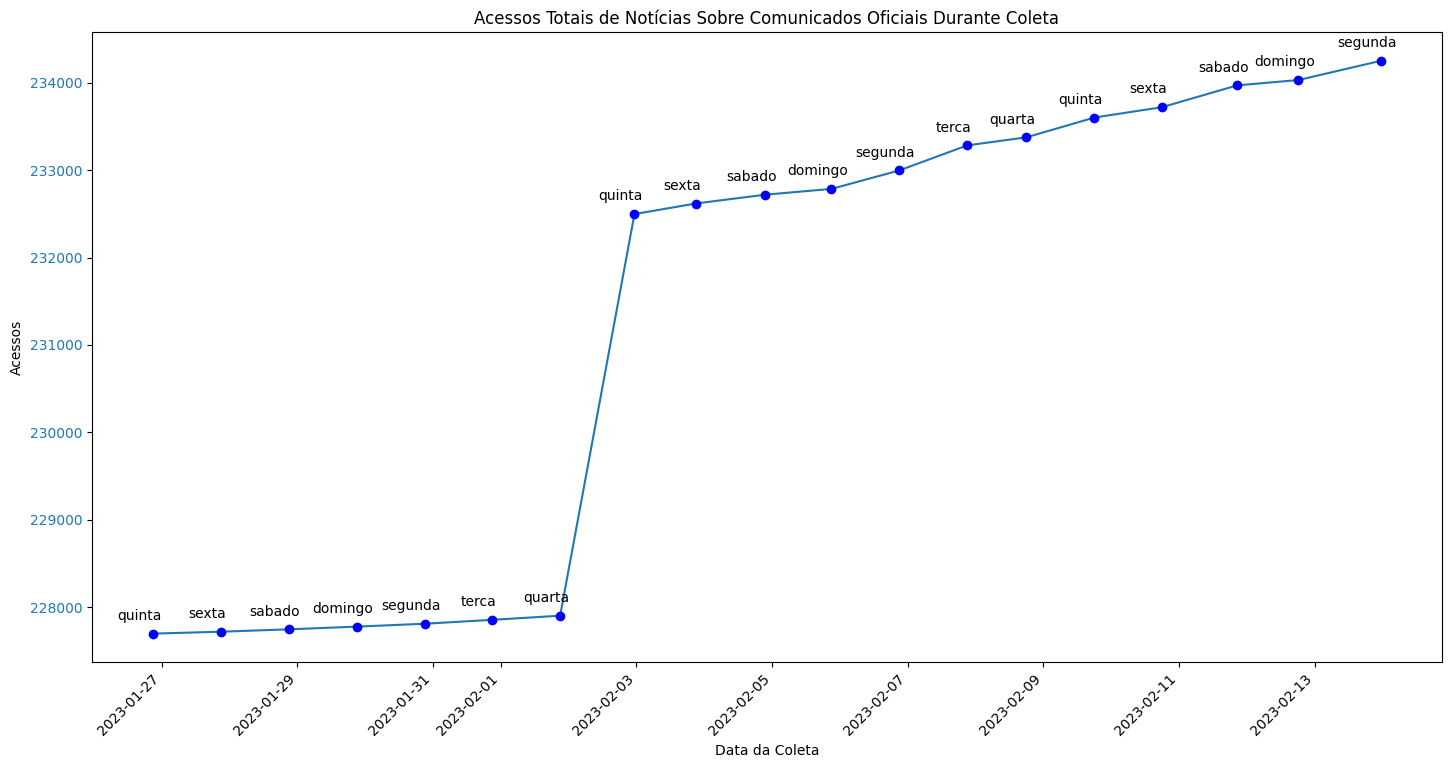 Acessos Totais de Notícias Sobre Comunicados Oficiais Durante Coleta
Acessos
234000
233000
232000
231000
230000
229000
228000
quinta
sexta
sabado
domingo
segunda
terca
quarta
quinta
sexta
sabado
domingo
segunda
terca
quarta
quinta
sexta
sabado
domingo
segunda
2023-01-27
2023-01-29
2023-01-31
2023-02-01
2023-02-03
2023-02-05
2023-02-07
2023-02-09
2023-02-11
2023-02-13
Data da Coleta